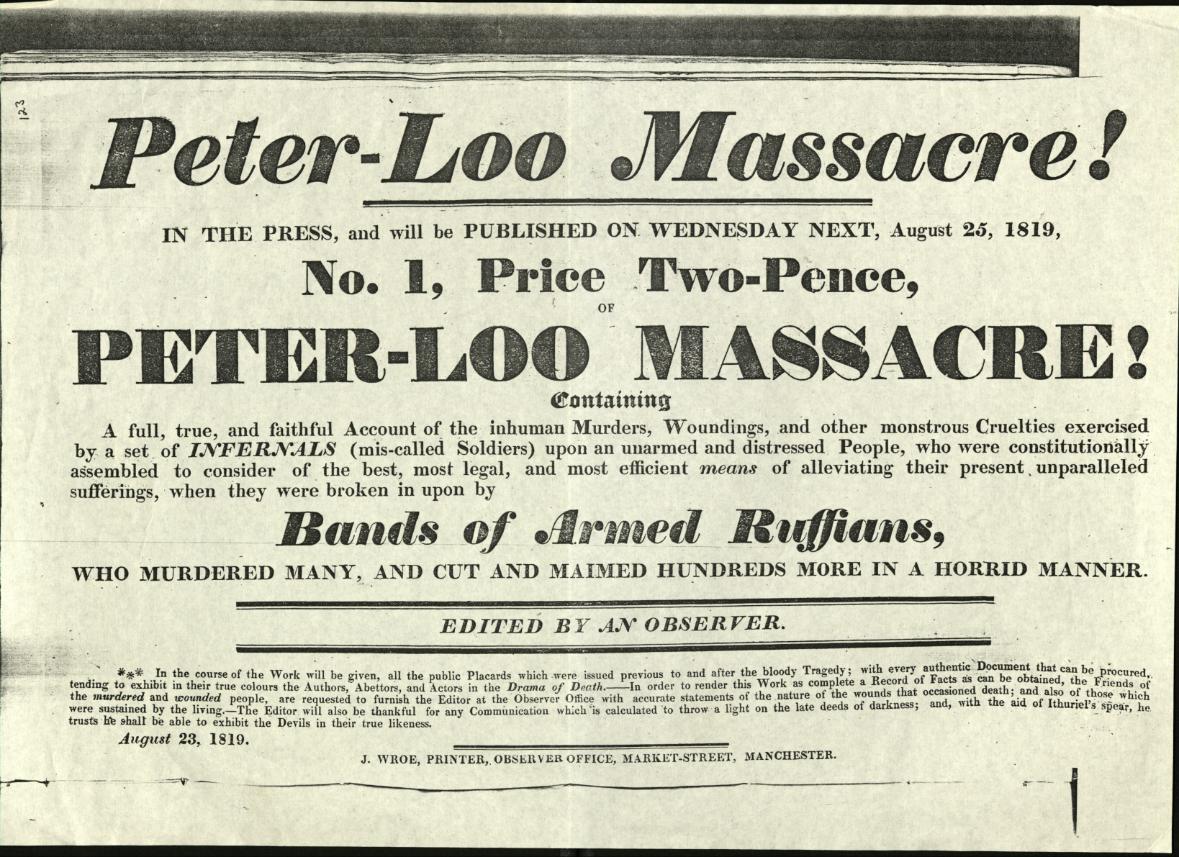 123
Peter-Loo Massacre!
IN THE PRESS, and will be PUBLISHED ON WEDNESDAY NEXT, August 25, 1819,
No. 1, Price Two-Pence,
OF
PETER-LOO MASSACRE!
Containing
A full, true, and faithful Account of the inhuman Murders, Woundings, and other monstrous Cruelties exercised
by a set of INFERNALS (mis-called Soldiers) upon an unarmed and distressed People, who were constitutionally
assembled to consider of the best, most legal, and most efficient means of alleviating their present unparalleled
sufferings, when they were broken in upon by
Bands of Armed Ruffians,
WHO MURDERED MANY, AND CUT AND MAIMED HUNDREDS MORE IN A HORRID MANNER.
EDITED BY AN OBSERVER.
*** In the course of the Work will be given, all the public Placards which were issued previous to and after the bloody Tragedy; with every authentic Document that can be procured,
tending to exhibit in their true colours the Authors, Abettors, and Actors in the Drama of Death.——In order to render this Work as complete a Record of Facts as can be obtained, the Friends of
the murdered and wounded people, are requested to furnish the Editor at the Observer Office with accurate statements of the nature of the wounds that occasioned death; and also of those which
were sustained by the living.—The Editor will also be thankful for any Communication which is calculated to throw a light on the late deeds of darkness; and, with the aid of Ithuriel's spear, he
trusts he shall be able to exhibit the Devils in their true likeness.
August 23, 1819.
J. WROE, PRINTER, OBSERVER OFFICE, MARKET-STREET, MANCHESTER.